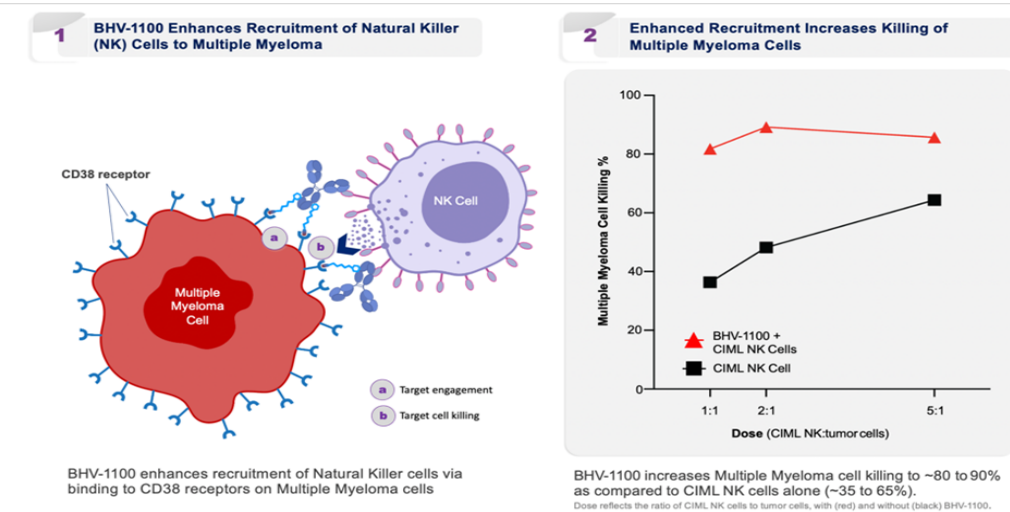 1
BHV-1100 Enhances Recruitment of Natural Killer
(NK) Cells to Multiple Myeloma
CD38 receptor
NK Cell
a
b
Multiple
Myeloma
Cell
a Target engagement
b Target cell killing
BHV-1100 enhances recruitment of Natural Killer cells via
binding to CD38 receptors on Multiple Myeloma cells
2
Enhanced Recruitment Increases Killing of
Multiple Myeloma Cells
Multiple Myeloma Cell Killing %
100
80
60
40
20
0
BHV-1100 +
CIML NK Cells
CIML NK Cell
1:1 2:1 5:1
Dose (CIML NK:tumor cells)
BHV-1100 increases Multiple Myeloma cell killing to ~80 to 90%
as compared to CIML NK cells alone (~35 to 65%).
Dose reflects the ratio of CIML NK cells to tumor cells, with (red) and without (black) BHV-1100.